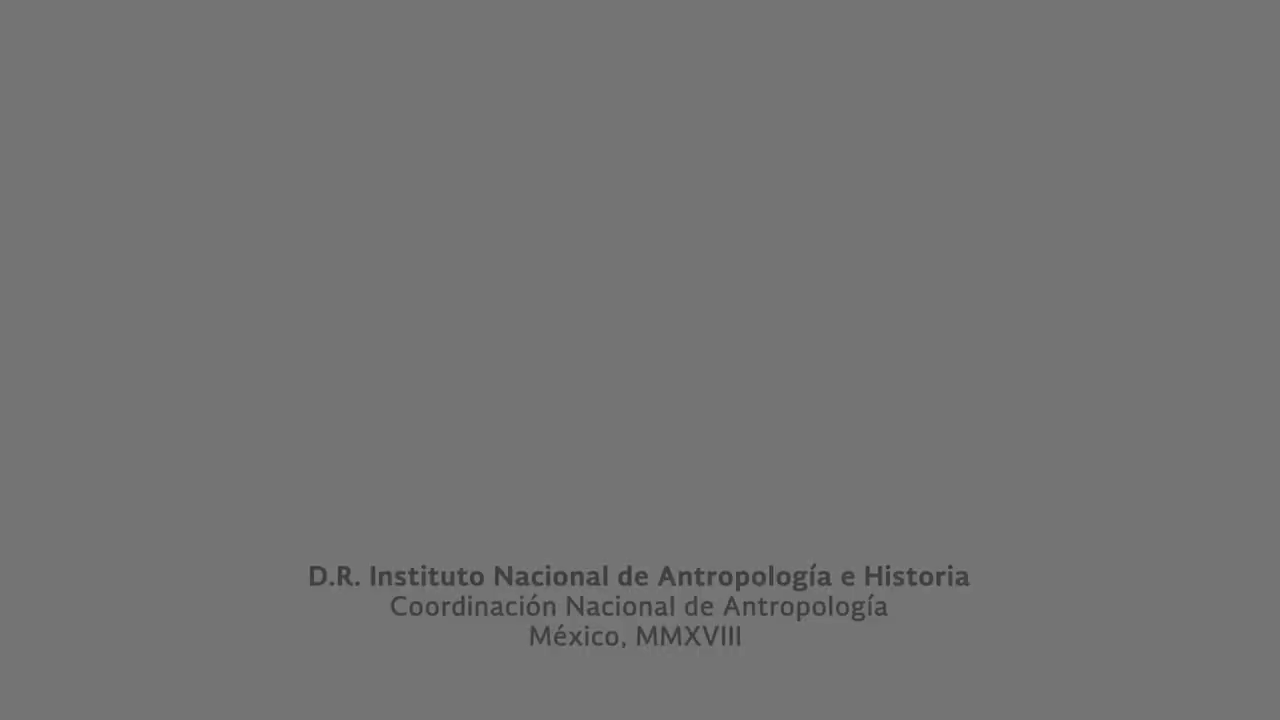 D.R. Instituto Nacional de Antropología e Historia
Coordinación Nacional de Antropología
México, MMXVIII